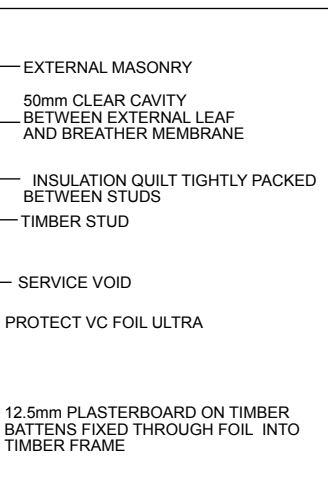 EXTERNAL MASONRY
50mm CLEAR CAVITY
BETWEEN EXTERNAL LEAF
AND BREATHER MEMBRANE
INSULATION QUILT TIGHTLY PACKED
BETWEEN STUDS
TIMBER STUD
SERVICE VOID
PROTECT VC FOIL ULTRA
12.5mm PLASTERBOARD ON TIMBER
BATTENS FIXED THROUGH FOIL INTO
TIMBER FRAME